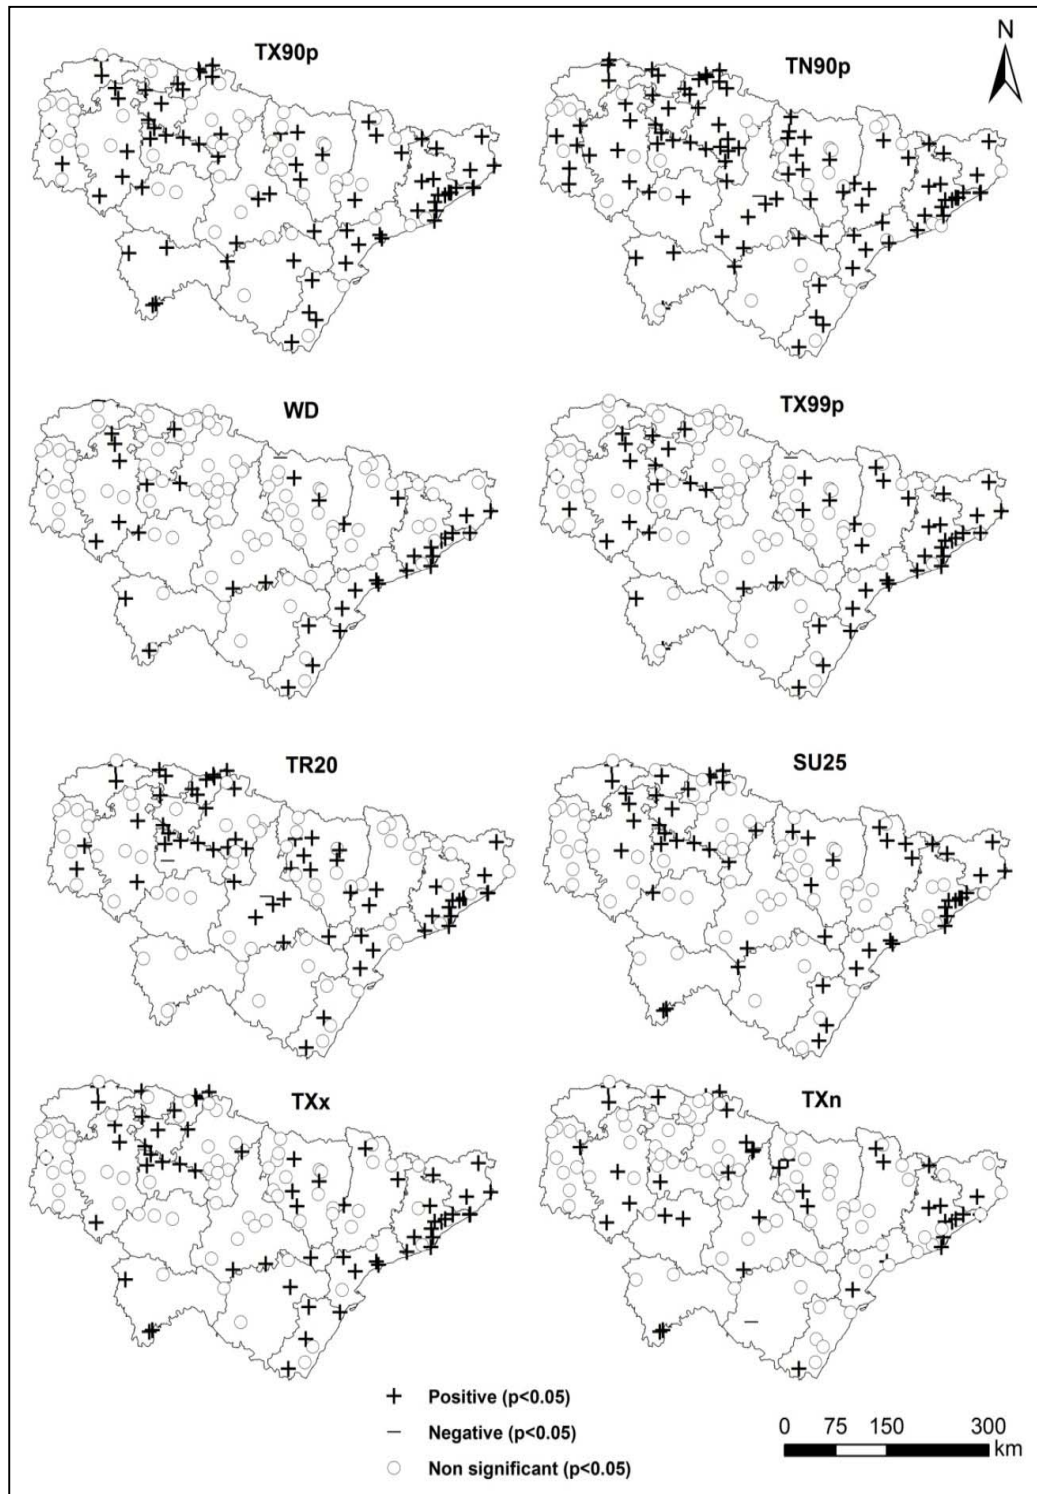 N
TX90p
TN90p
WD
TX99p
TR20
SU25
TXx
TXn
Positive (p<0.05)
Negative (p<0.05)
Non significant (p<0.05)
0 75 150 300
km